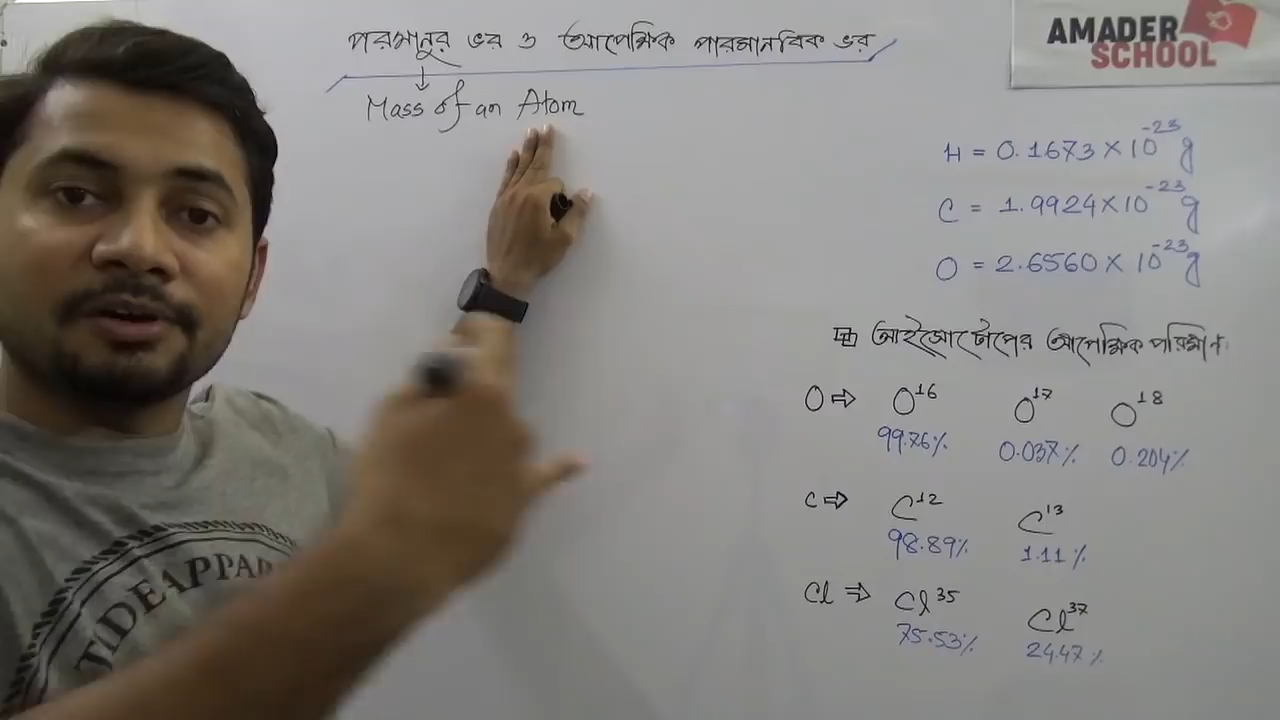 পরমানুর ভর ও আপেক্ষিক পারমানবিক ভর
Mass of an Atom
AMADER
SCHOOL
H = 0.1673 × 10⁻²³ g
C = 1.9924 × 10⁻²³ g
O = 2.6560 × 10⁻²³ g
আইসোটোপের আপেক্ষিক পরিমাণ
O ⇒ O¹⁶ O¹⁷ O¹⁸
99.76% 0.037% 0.204%
C ⇒ C¹² C¹³
98.89% 1.11%
Cl ⇒ Cl³⁵ Cl³⁷
75.53% 24.47%